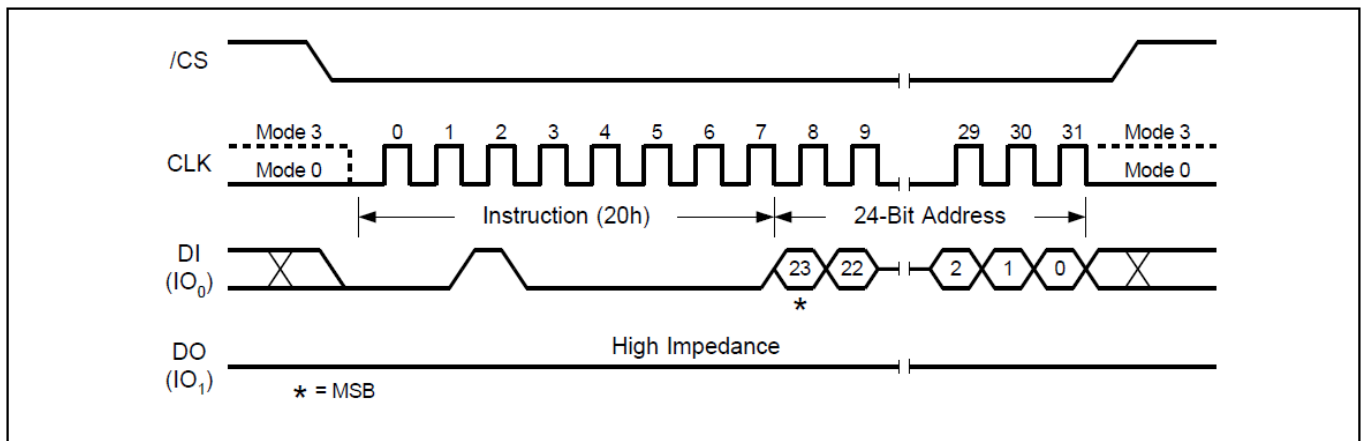 /CS
Mode 3 0 1 2 3 4 5 6 7 8 9 29 30 31 Mode 3
CLK
Mode 0 Mode 0
Instruction (20h) 24-Bit Address
DI
(IO0) 23 22 2 1 0
*
DO High Impedance
(IO1)
* = MSB